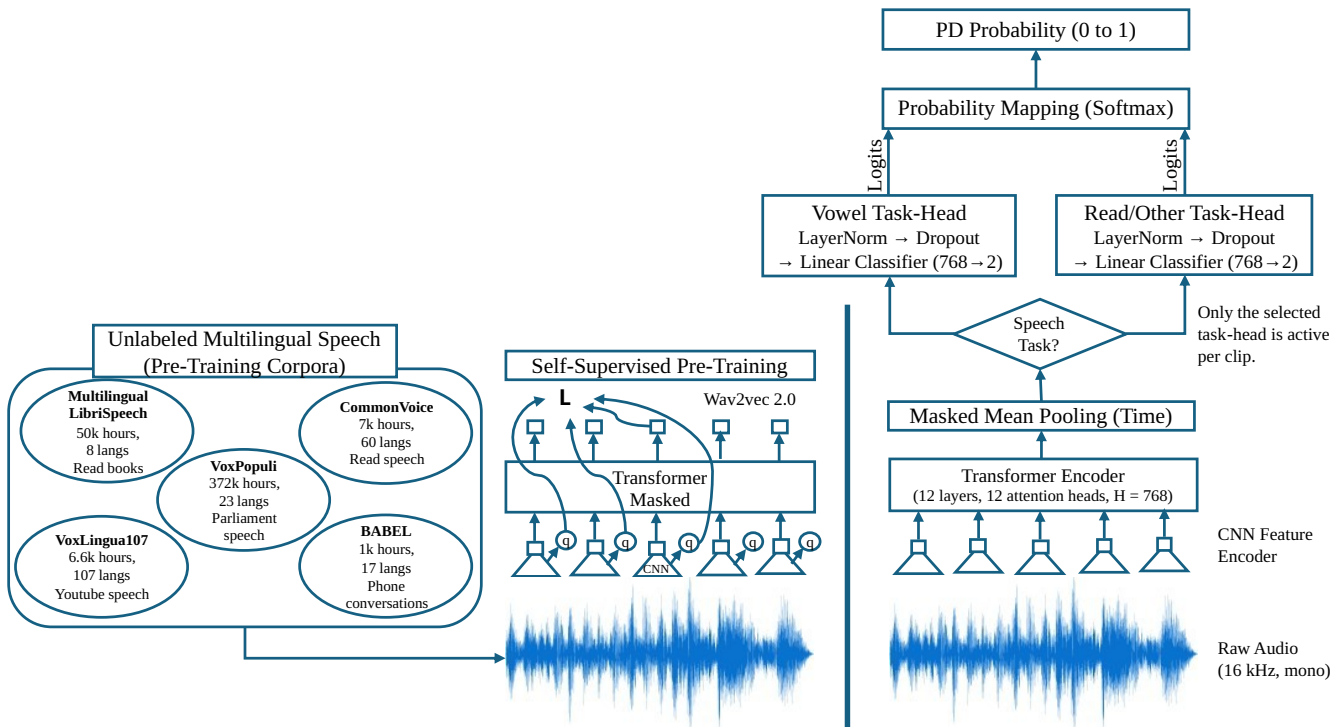 PD Probability (0 to 1)
Probability Mapping (Softmax)
Logits
Logits
Vowel Task-Head
LayerNorm → Dropout
→ Linear Classifier (768→2)
Read/Other Task-Head
LayerNorm → Dropout
→ Linear Classifier (768→2)
Speech
Task?
Only the selected
task-head is active
per clip.
Masked Mean Pooling (Time)
Transformer Encoder
(12 layers, 12 attention heads, H = 768)
CNN Feature
Encoder
Raw Audio
(16 kHz, mono)
Unlabeled Multilingual Speech
(Pre-Training Corpora)
Multilingual
LibriSpeech
50k hours,
8 langs
Read books
CommonVoice
7k hours,
60 langs
Read speech
VoxPopuli
372k hours,
23 langs
Parliament
speech
VoxLingua107
6.6k hours,
107 langs
Youtube speech
BABEL
1k hours,
17 langs
Phone
conversations
Self-Supervised Pre-Training
L
Wav2vec 2.0
Transformer
Masked
q
q
q
q
q
CNN